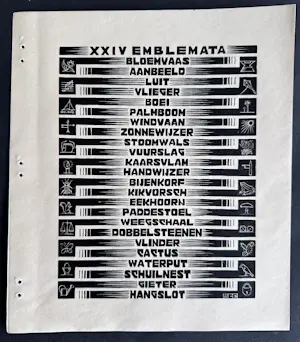 XXIV EMBLEMATA
BLOEMVAAS
AANBEELD
LUIT
VLIEGER
BOEI
PALMBOOM
WINDVAAN
ZONNEWIJZER
STOOMWALS
VUURSLAG
KAARSVLAM
HANDWIJZER
BIJENKORF
KIKVORSCH
EEKHOORN
PADDESTOEL
WEEGSCHAAL
DOBBELSTEENEN
VLINDER
CACTUS
WATERPUT
SCHUILNEST
GIETER
HANGSLOT